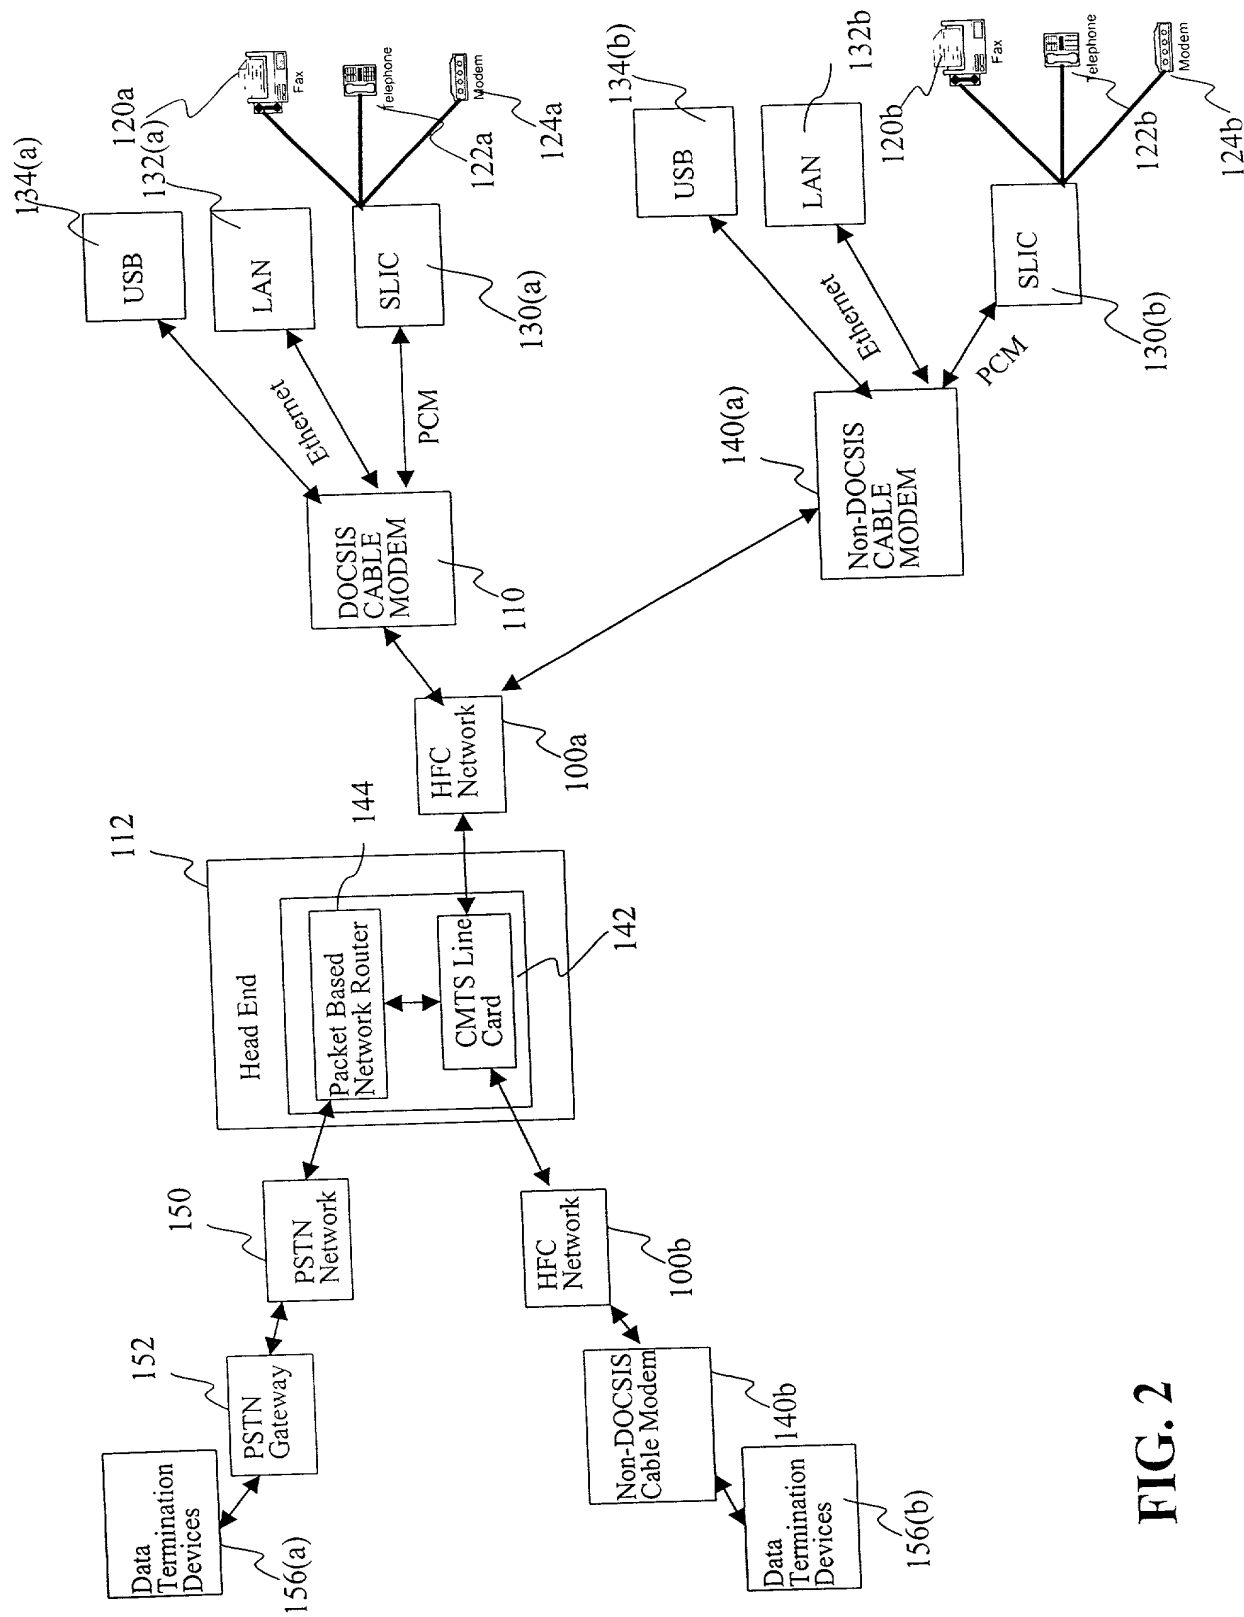 134(a)
USB
132(a)
LAN
120a
Fax
Telephone
Modem
122a
124a
SLIC
130(a)
Ethernet
PCM
DOCSIS
CABLE
MODEM
110
134(b)
USB
132b
LAN
120b
Fax
Telephone
Modem
122b
124b
SLIC
130(b)
Ethernet
PCM
140(a)
Non-DOCSIS
CABLE
MODEM
HFC
Network
100a
112
Head End
144
Packet Based
Network Router
CMTS Line
Card
142
150
PSTN
Network
152
PSTN
Gateway
Data
Termination
Devices
156(a)
HFC
Network
100b
Non-DOCSIS
Cable Modem
140b
Data
Termination
Devices
156(b)
FIG. 2